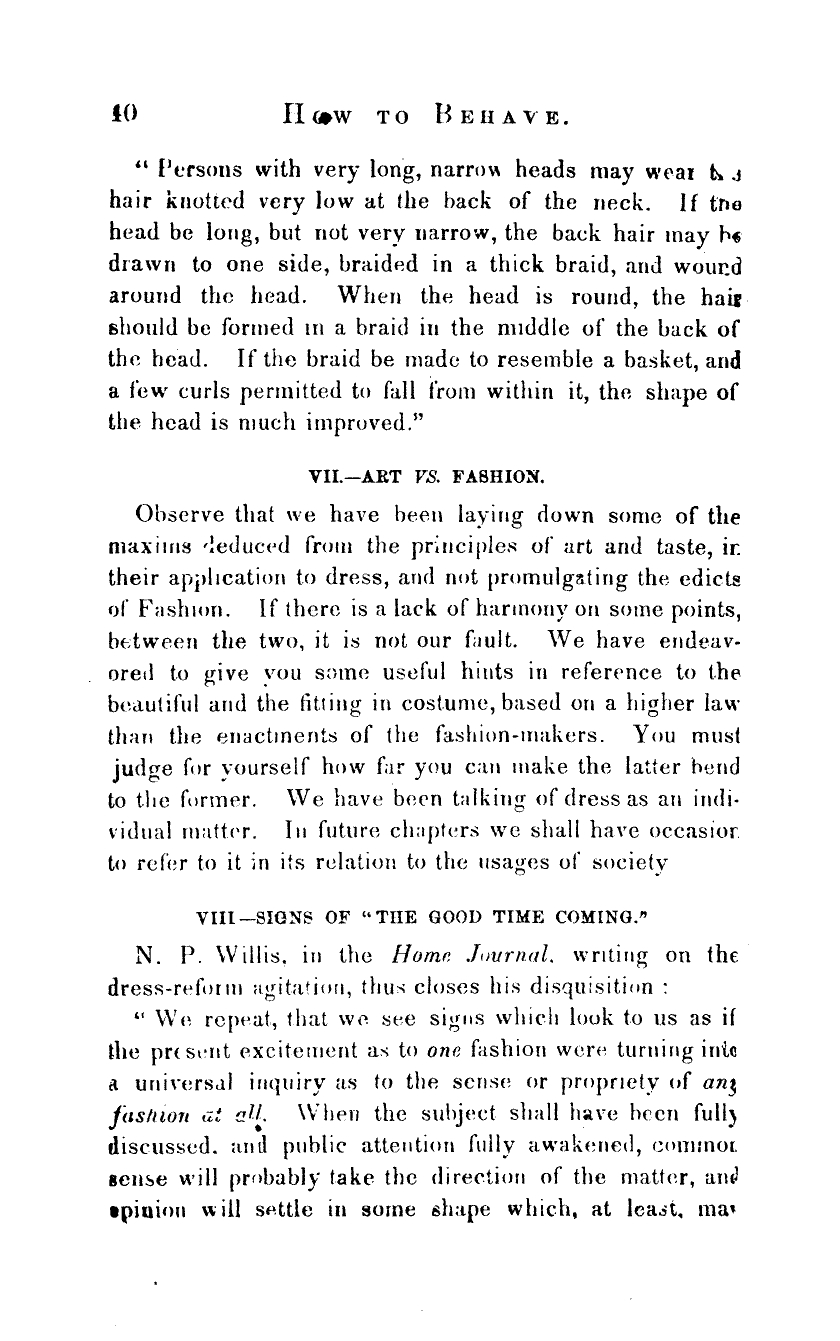 40 HOW TO BEHAVE.
“Persons with very long, narrow heads may wear the
hair knotted very low at the back of the neck. If the
head be long, but not very narrow, the back hair may be
drawn to one side, braided in a thick braid, and wound
around the head. When the head is round, the hair
should be formed in a braid in the middle of the back of
the head. If the braid be made to resemble a basket, and
a few curls permitted to fall from within it, the shape of
the head is much improved.”
VII.—ART VS. FASHION.
Observe that we have been laying down some of the
maxims deduced from the principles of art and taste, in
their application to dress, and not promulgating the edicts
of Fashion. If there is a lack of harmony on some points,
between the two, it is not our fault. We have endeav-
ored to give you some useful hints in reference to the
beautiful and the fitting in costume, based on a higher law
than the enactments of the fashion-makers. You must
judge for yourself how far you can make the latter bend
to the former. We have been talking of dress as an indi-
vidual matter. In future chapters we shall have occasion
to refer to it in its relation to the usages of society
VIII—SIGNS OF “THE GOOD TIME COMING.”
N. P. Willis, in the Home Journal, writing on the
dress-reform agitation, thus closes his disquisition :
“We repeat, that we see signs which look to us as if
the present excitement as to one fashion were turning into
a universal inquiry as to the sense or propriety of any
fashion at all. When the subject shall have been fully
discussed, and public attention fully awakened, common
sense will probably take the direction of the matter, and
opinion will settle in some shape which, at least, may